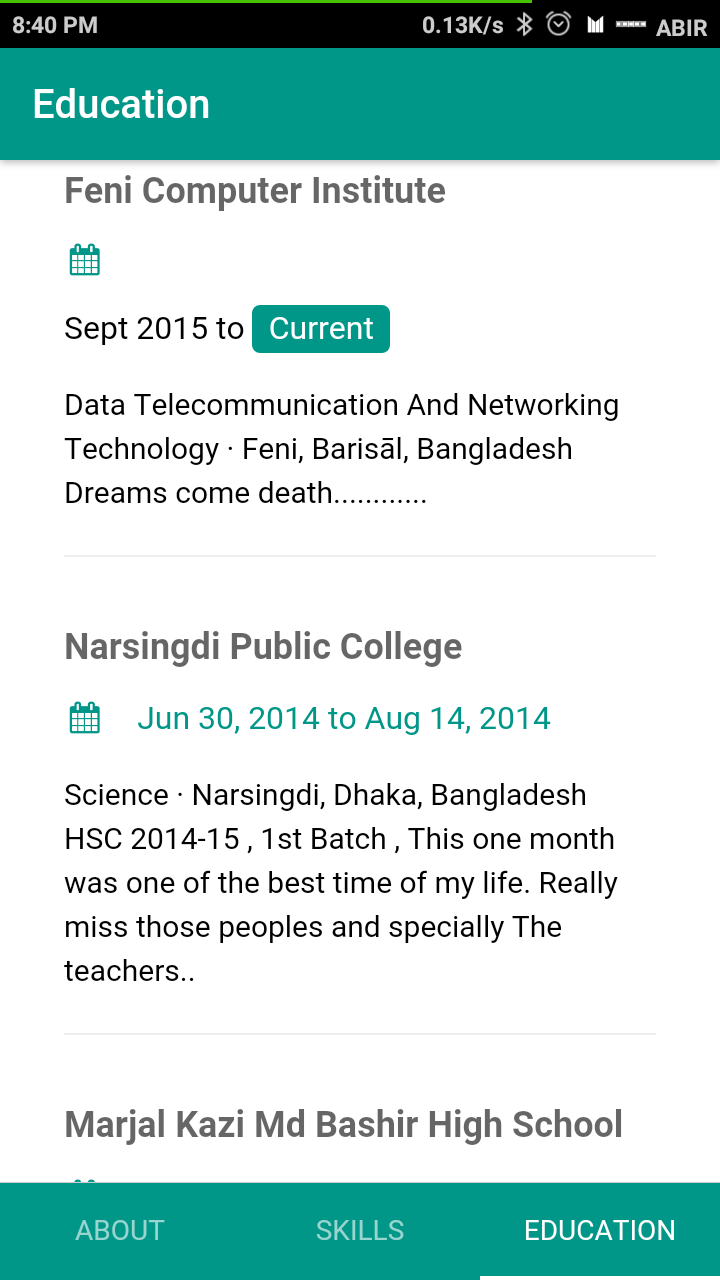 8:40 PM 0.13K/s ABIR
Education
Feni Computer Institute
Sept 2015 to Current
Data Telecommunication And Networking
Technology · Feni, Barisāl, Bangladesh
Dreams come death............
Narsingdi Public College
Jun 30, 2014 to Aug 14, 2014
Science · Narsingdi, Dhaka, Bangladesh
HSC 2014-15 , 1st Batch , This one month
was one of the best time of my life. Really
miss those peoples and specially The
teachers..
Marjal Kazi Md Bashir High School
ABOUT SKILLS EDUCATION